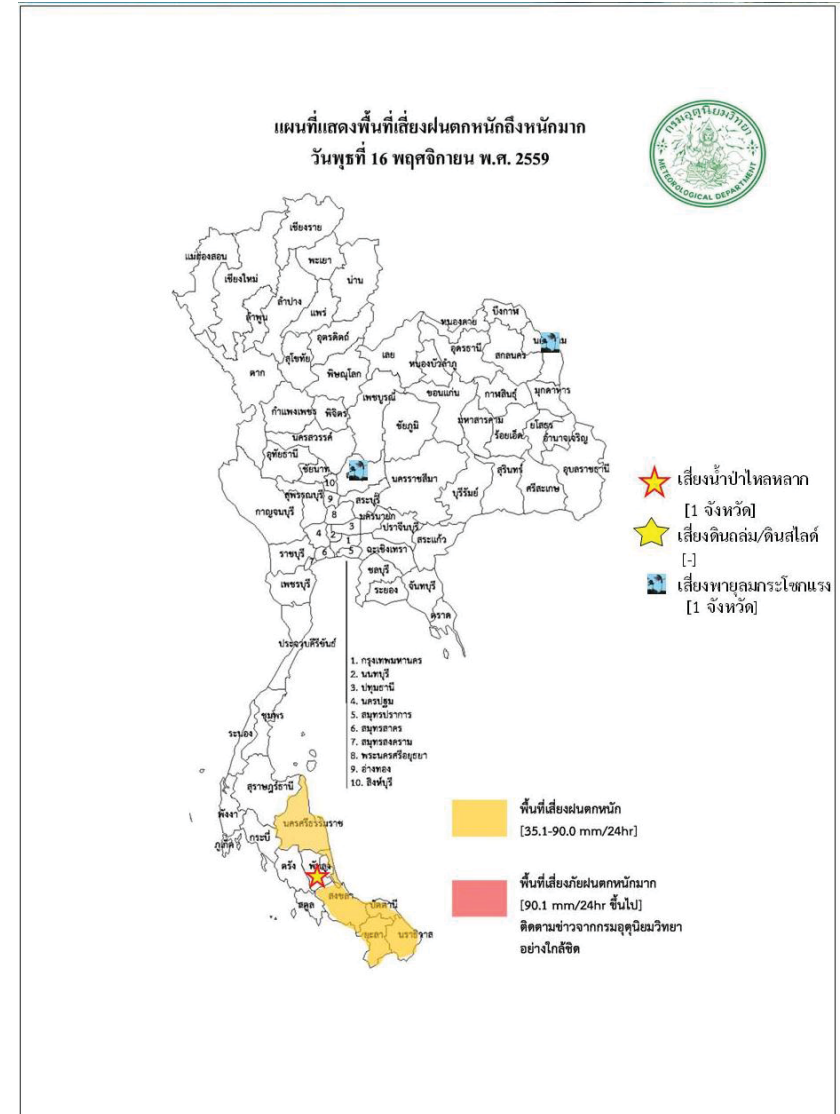 แผนที่แสดงพื้นที่เสี่ยงฝนตกหนักถึงหนักมาก
วันพุธที่ 16 พฤศจิกายน พ.ศ. 2559
กรมอุตุนิยมวิทยา
METEOROLOGICAL DEPARTMENT
เชียงราย
แม่ฮ่องสอน
พะเยา
เชียงใหม่
น่าน
ลำปาง
ลำพูน
แพร่
บึงกาฬ
หนองคาย
อุตรดิตถ์
อุดรธานี
เลย
สกลนคร
สุโขทัย
หนองบัวลำภู
ตาก
พิษณุโลก
เพชรบูรณ์
ขอนแก่น
กาฬสินธุ์
มุกดาหาร
กำแพงเพชร
พิจิตร
ชัยภูมิ
มหาสารคาม
ร้อยเอ็ด
ยโสธร
อำนาจเจริญ
นครสวรรค์
อุทัยธานี
ชัยนาท
นครราชสีมา
บุรีรัมย์
สุรินทร์
ศรีสะเกษ
อุบลราชธานี
10
สุพรรณบุรี
9
สระบุรี
กาญจนบุรี
8
นครนายก
3
ปราจีนบุรี
4
2
1
สระแก้ว
ราชบุรี
7
6
5
ฉะเชิงเทรา
ชลบุรี
เพชรบุรี
ระยอง
จันทบุรี
ตราด
ประจวบคีรีขันธ์
เสี่ยงน้ำป่าไหลหลาก
[1 จังหวัด]
เสี่ยงดินถล่ม/ดินสไลด์
[-]
เสี่ยงพายุลมกระโชกแรง
[1 จังหวัด]
1. กรุงเทพมหานคร
2. นนทบุรี
3. ปทุมธานี
4. นครปฐม
5. สมุทรปราการ
6. สมุทรสาคร
7. สมุทรสงคราม
8. พระนครศรีอยุธยา
9. อ่างทอง
10. สิงห์บุรี
ชุมพร
ระนอง
สุราษฎร์ธานี
พังงา
นครศรีธรรมราช
ภูเก็ต
กระบี่
ตรัง
พัทลุง
สตูล
สงขลา
ปัตตานี
ยะลา
นราธิวาส
พื้นที่เสี่ยงฝนตกหนัก
[35.1-90.0 mm/24hr]
พื้นที่เสี่ยงภัยฝนตกหนักมาก
[90.1 mm/24hr ขึ้นไป]
ติดตามข่าวจากกรมอุตุนิยมวิทยา
อย่างใกล้ชิด